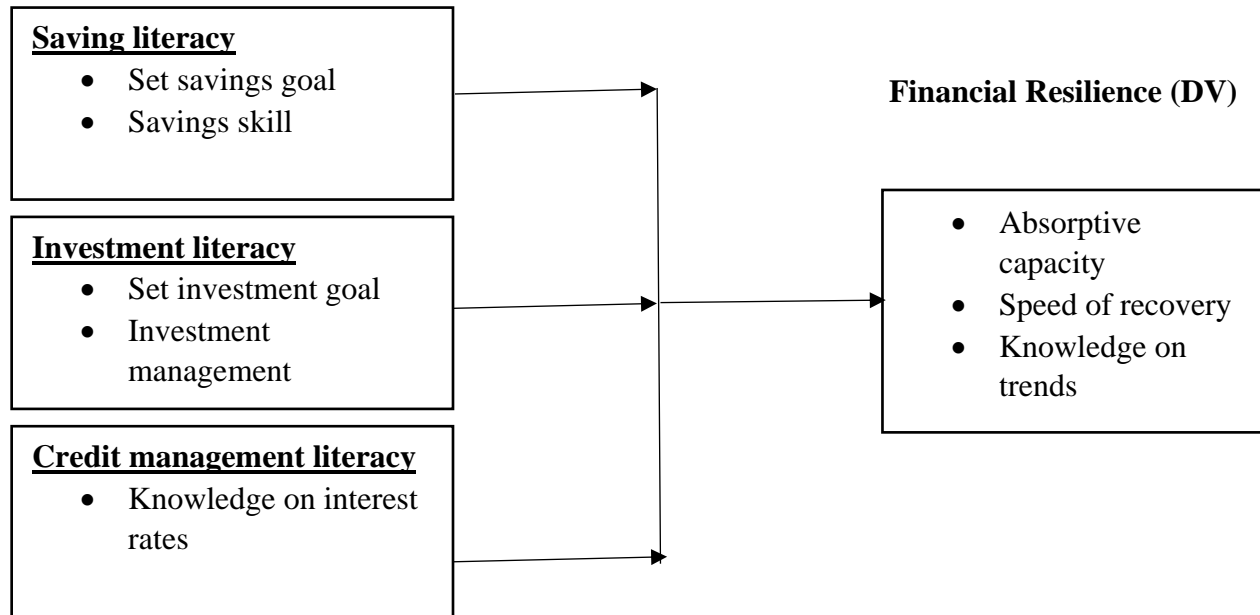 Saving literacy
• Set savings goal
• Savings skill
Financial Resilience (DV)
Investment literacy
• Set investment goal
• Investment
management
• Absorptive
capacity
• Speed of recovery
• Knowledge on
trends
Credit management literacy
• Knowledge on interest
rates